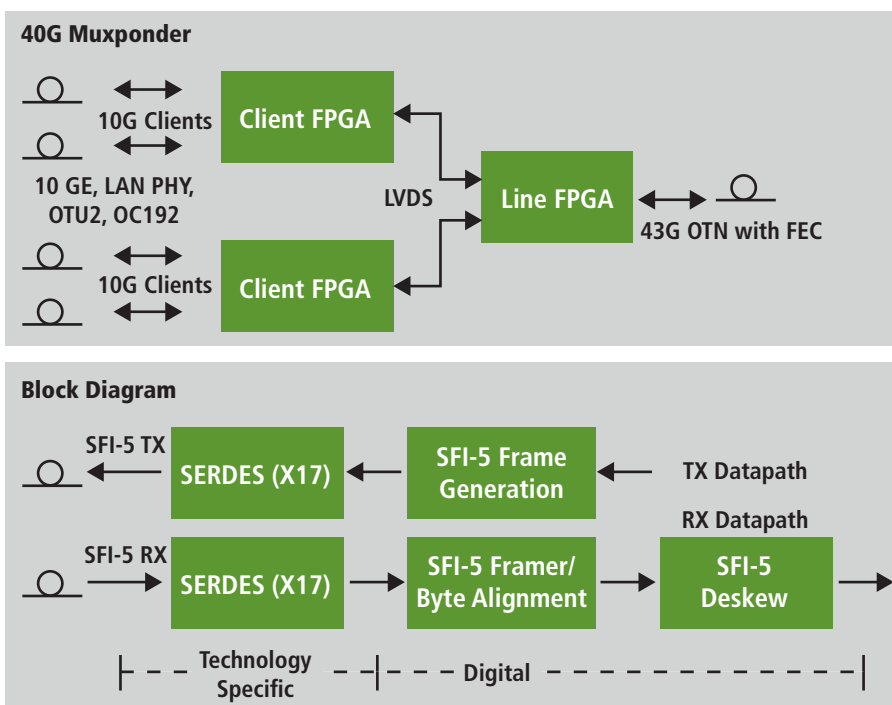 40G Muxponder
10G Clients
Client FPGA
10 GE, LAN PHY,
OTU2, OC192
LVDS
Line FPGA
43G OTN with FEC
10G Clients
Client FPGA
Block Diagram
SFI-5 TX
SERDES (X17)
SFI-5 Frame
Generation
TX Datapath
RX Datapath
SFI-5 RX
SERDES (X17)
SFI-5 Framer/
Byte Alignment
SFI-5
Deskew
Technology
Specific
Digital